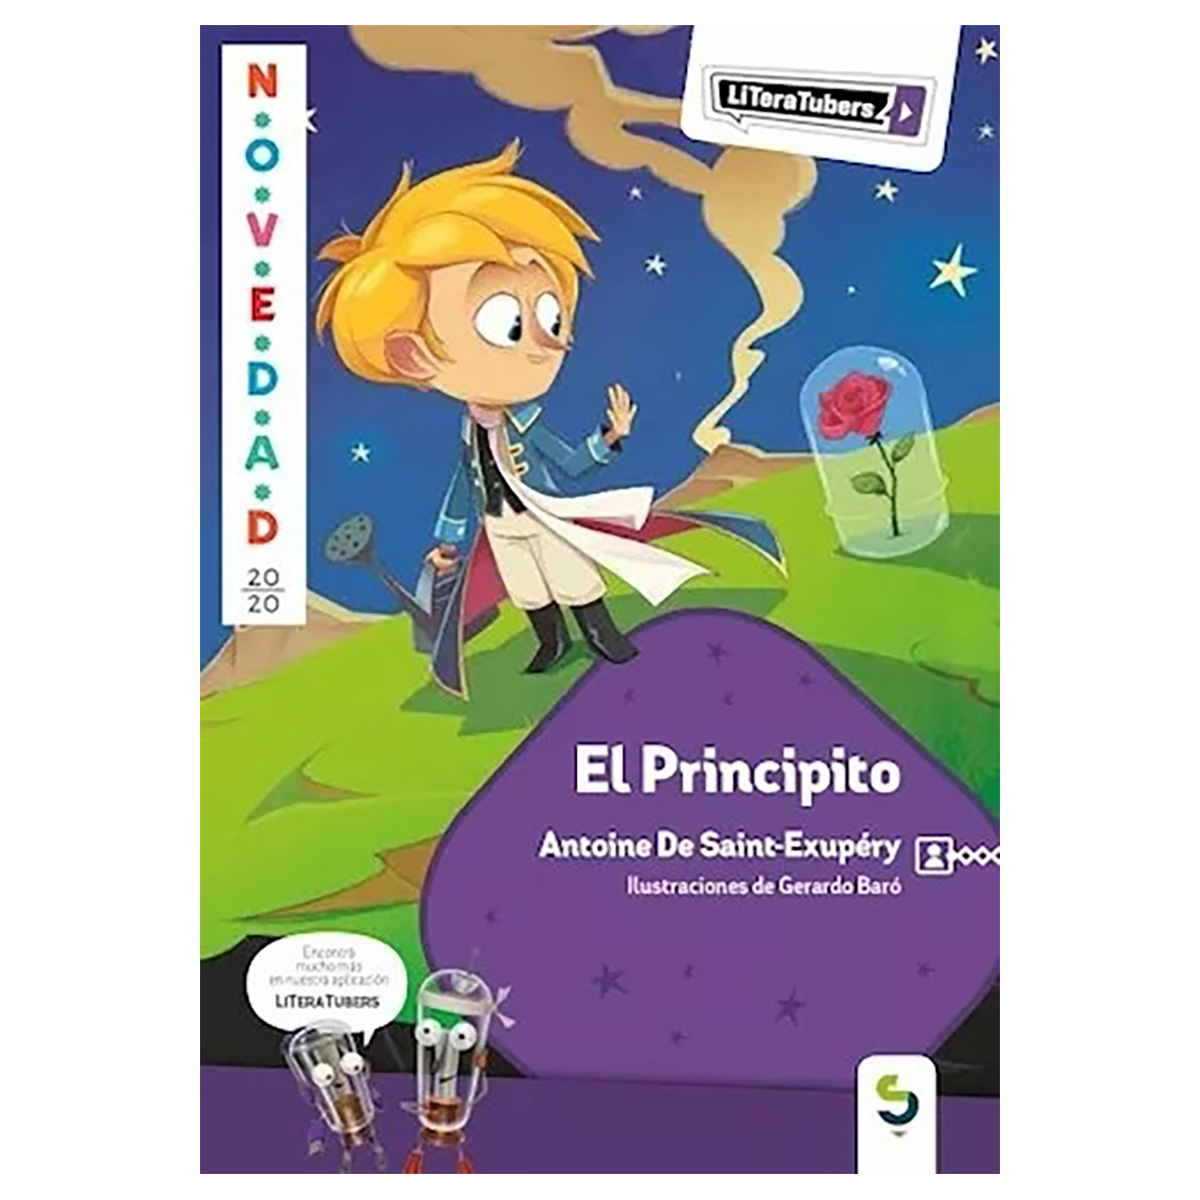 NOVEDAD
20
20
LiTeraTubers
El Principito
Antoine De Saint-Exupéry
Ilustraciones de Gerardo Baró
Encontrá
mucho más
en nuestra aplicación
LiTeraTubers